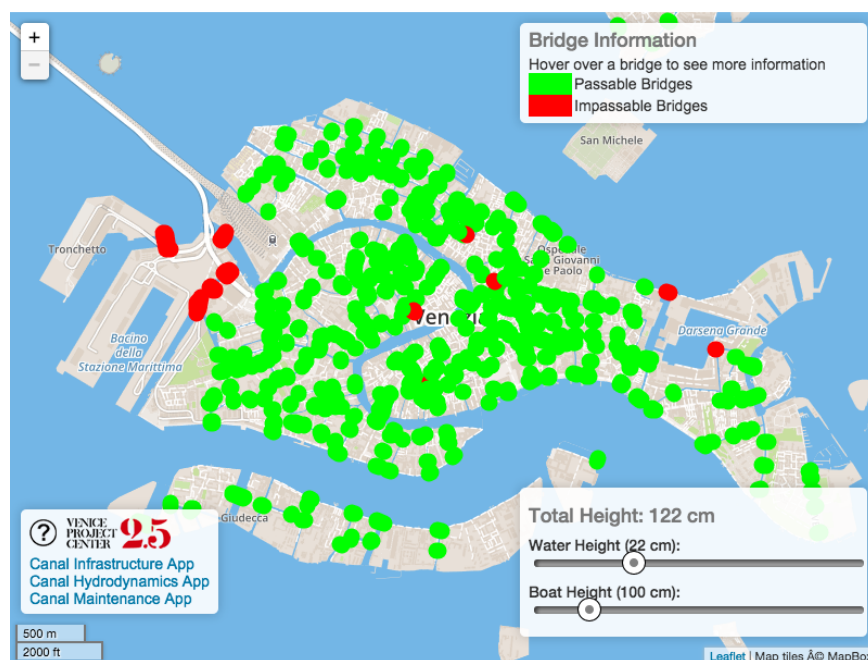 +
−
Bridge Information
Hover over a bridge to see more information
Passable Bridges
Impassable Bridges
San Michele
Tronchetto
Ospedale
Giovanni
e Paolo
Venezia
Darsena Grande
Bacino
della
Stazione Marittima
Giudecca
?
VENICE
PROJECT
CENTER
2.5
Canal Infrastructure App
Canal Hydrodynamics App
Canal Maintenance App
Total Height: 122 cm
Water Height (22 cm):
Boat Height (100 cm):
500 m
2000 ft
Leaflet | Map tiles Â© MapBox